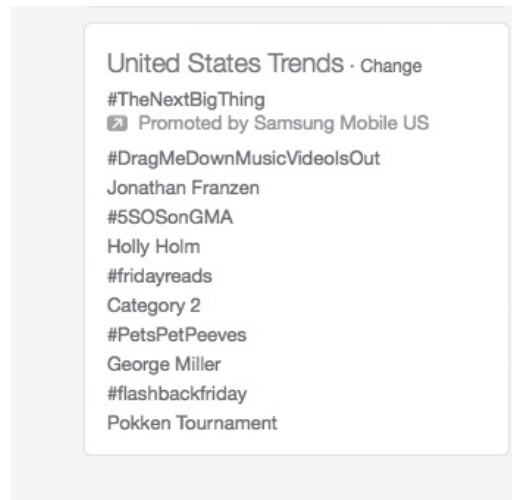 United States Trends · Change
#TheNextBigThing
Promoted by Samsung Mobile US
#DragMeDownMusicVideoIsOut
Jonathan Franzen
#5SOSonGMA
Holly Holm
#fridayreads
Category 2
#PetsPetPeeves
George Miller
#flashbackfriday
Pokken Tournament